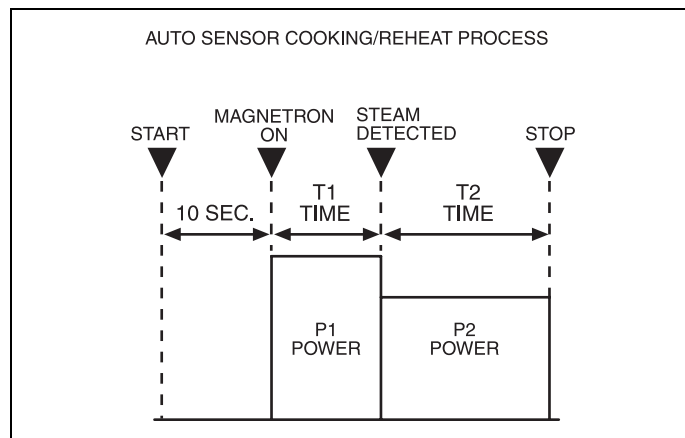 AUTO SENSOR COOKING/REHEAT PROCESS
START
MAGNETRON
ON
STEAM
DETECTED
STOP
10 SEC.
T1
TIME
T2
TIME
P1
POWER
P2
POWER